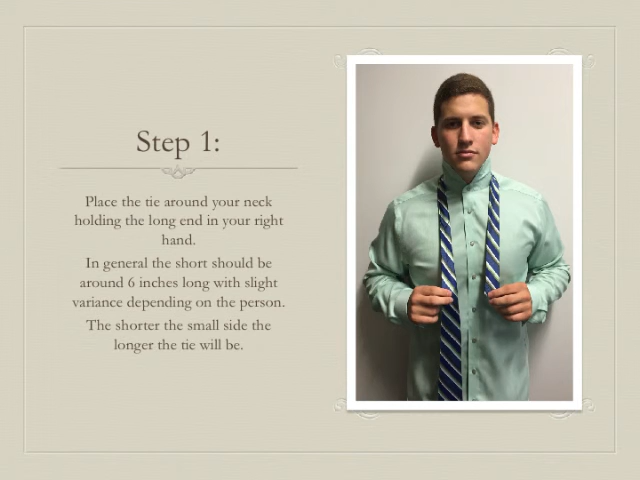 Step 1:
Place the tie around your neck
holding the long end in your right
hand.
In general the short should be
around 6 inches long with slight
variance depending on the person.
The shorter the small side the
longer the tie will be.